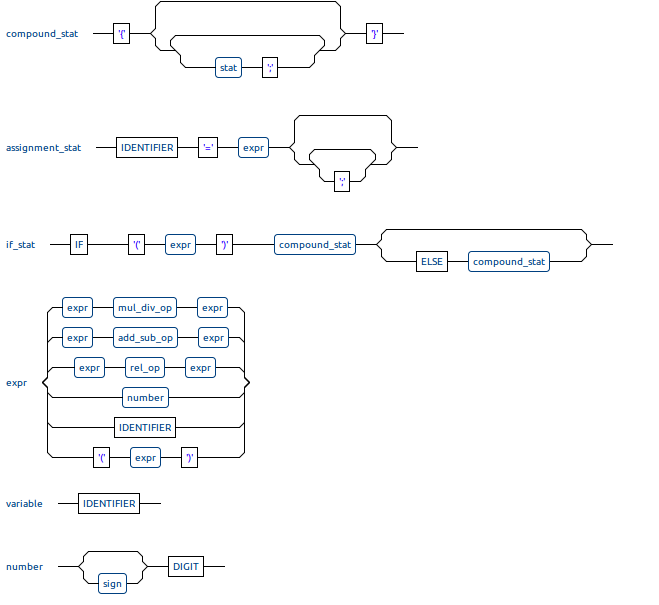 compound_stat '{' '}'
stat ';'
assignment_stat IDENTIFIER '=' expr
';'
if_stat IF '(' expr ')' compound_stat
ELSE compound_stat
expr mul_div_op expr
expr add_sub_op expr
expr rel_op expr
expr
number
IDENTIFIER
'(' expr ')'
variable IDENTIFIER
number DIGIT
sign